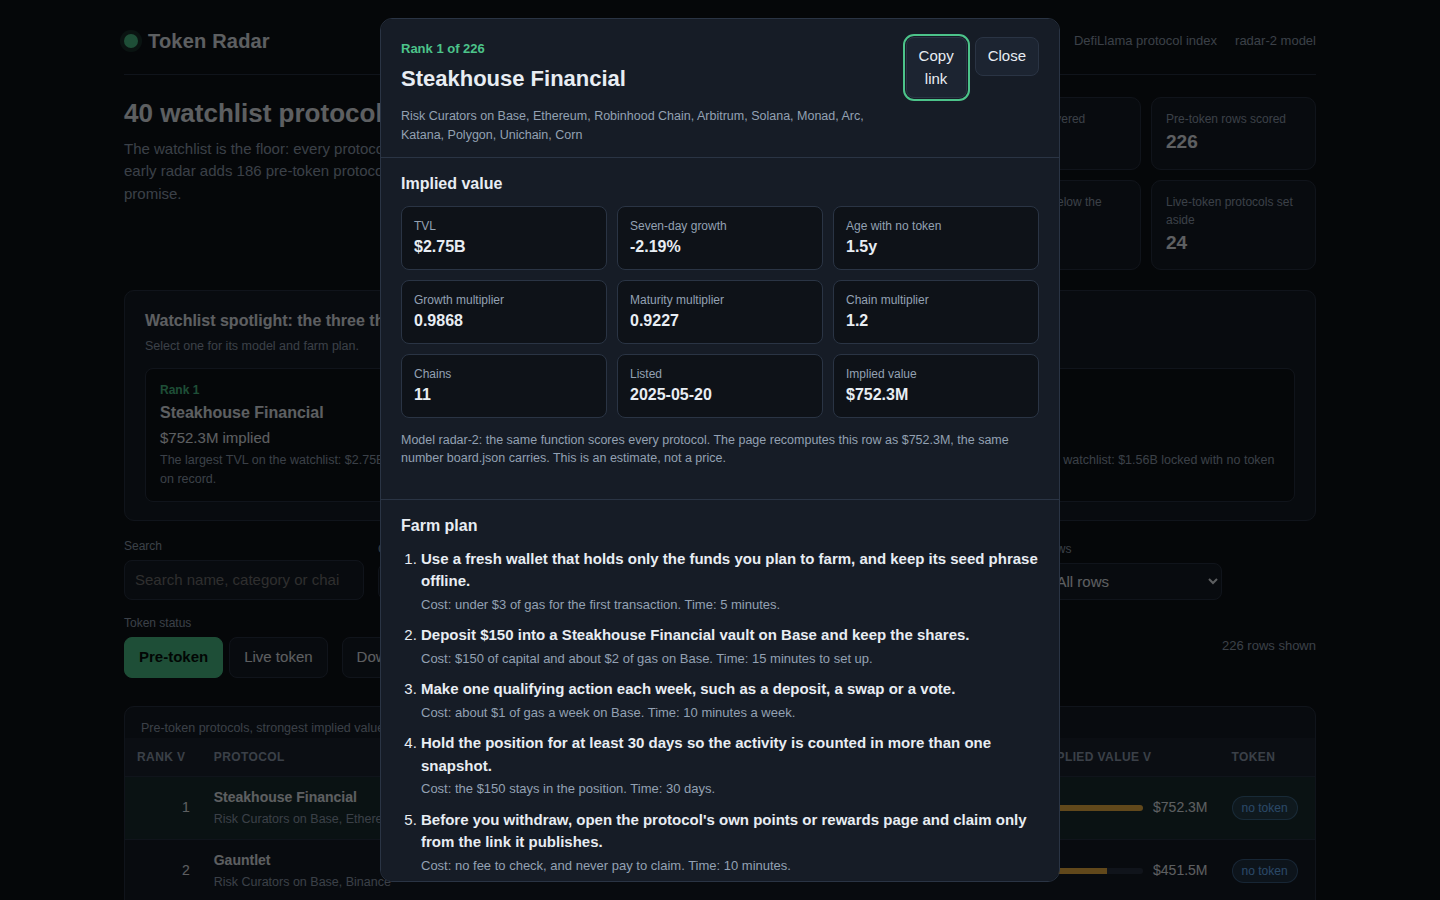 Token Radar
DefiLlama protocol index
radar-2 model
40 watchlist protocol
The watchlist is the floor: every protoco
early radar adds 186 pre-token protoco
promise.
Pre-token rows scored
226
elow the
Live-token protocols set
aside
24
Watchlist spotlight: the three th
Select one for its model and farm plan.
Rank 1
Steakhouse Financial
$752.3M implied
The largest TVL on the watchlist: $2.75B
on record.
watchlist: $1.56B locked with no token
Search
Search name, category or chai
All rows
Token status
Pre-token
Live token
226 rows shown
Pre-token protocols, strongest implied value
RANK V
PROTOCOL
PLIED VALUE V
TOKEN
1
Steakhouse Financial
Risk Curators on Base, Ethere
$752.3M
no token
2
Gauntlet
Risk Curators on Base, Binance
$451.5M
no token
Rank 1 of 226
Steakhouse Financial
Copy
link
Close
Risk Curators on Base, Ethereum, Robinhood Chain, Arbitrum, Solana, Monad, Arc,
Katana, Polygon, Unichain, Corn
Implied value
TVL
$2.75B
Seven-day growth
-2.19%
Age with no token
1.5y
Growth multiplier
0.9868
Maturity multiplier
0.9227
Chain multiplier
1.2
Chains
11
Listed
2025-05-20
Implied value
$752.3M
Model radar-2: the same function scores every protocol. The page recomputes this row as $752.3M, the same
number board.json carries. This is an estimate, not a price.
Farm plan
1. Use a fresh wallet that holds only the funds you plan to farm, and keep its seed phrase
offline.
Cost: under $3 of gas for the first transaction. Time: 5 minutes.
2. Deposit $150 into a Steakhouse Financial vault on Base and keep the shares.
Cost: $150 of capital and about $2 of gas on Base. Time: 15 minutes to set up.
3. Make one qualifying action each week, such as a deposit, a swap or a vote.
Cost: about $1 of gas a week on Base. Time: 10 minutes a week.
4. Hold the position for at least 30 days so the activity is counted in more than one
snapshot.
Cost: the $150 stays in the position. Time: 30 days.
5. Before you withdraw, open the protocol's own points or rewards page and claim only
from the link it publishes.
Cost: no fee to check, and never pay to claim. Time: 10 minutes.